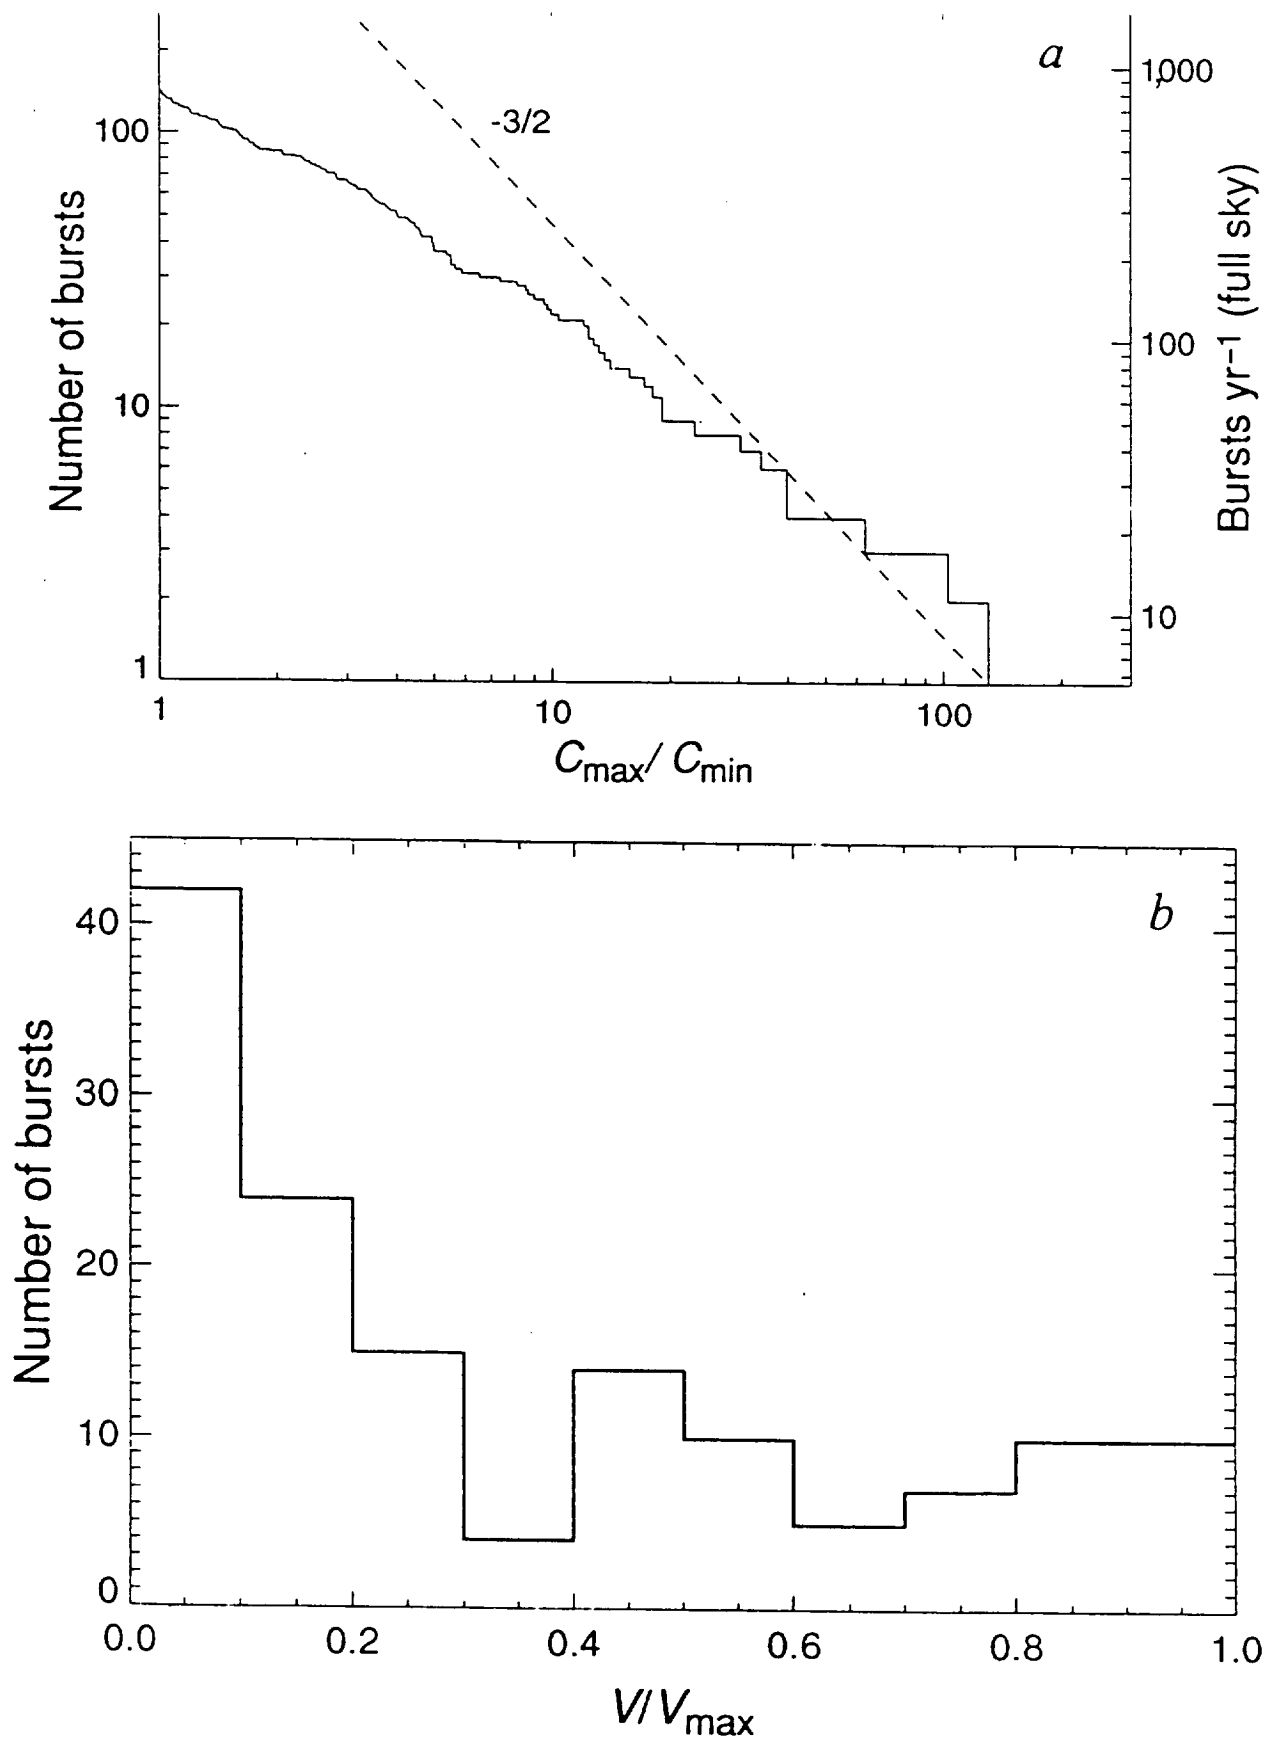 a
-3/2
Number of bursts
100
10
1
1 10 100
C_max/ C_min
1,000
100
10
Bursts yr–1 (full sky)
b
Number of bursts
40
30
20
10
0
0.0 0.2 0.4 0.6 0.8 1.0
V/V_max